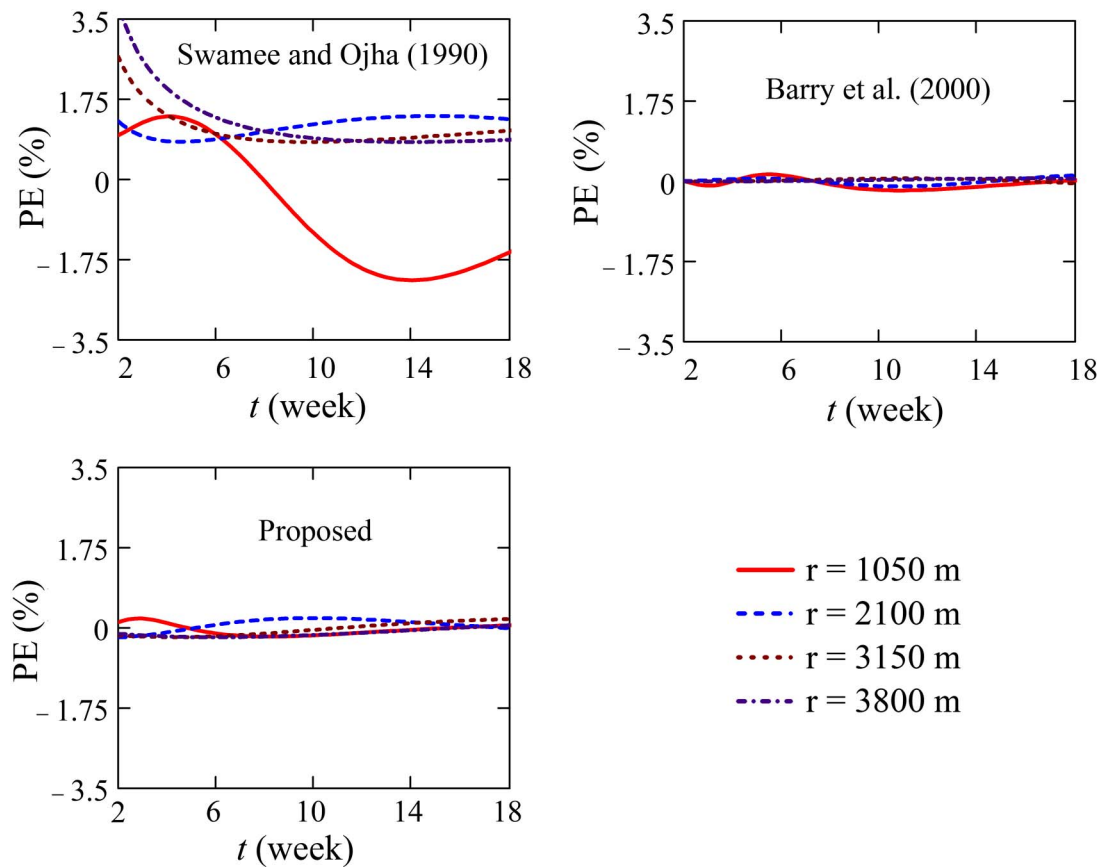 3.5
Swamee and Ojha (1990)
1.75
PE (%)
0
– 1.75
– 3.5
2 6 10 14 18
t (week)
3.5
Barry et al. (2000)
1.75
PE (%)
0
– 1.75
– 3.5
2 6 10 14 18
t (week)
3.5
Proposed
1.75
PE (%)
0
– 1.75
– 3.5
2 6 10 14 18
t (week)
r = 1050 m
r = 2100 m
r = 3150 m
r = 3800 m